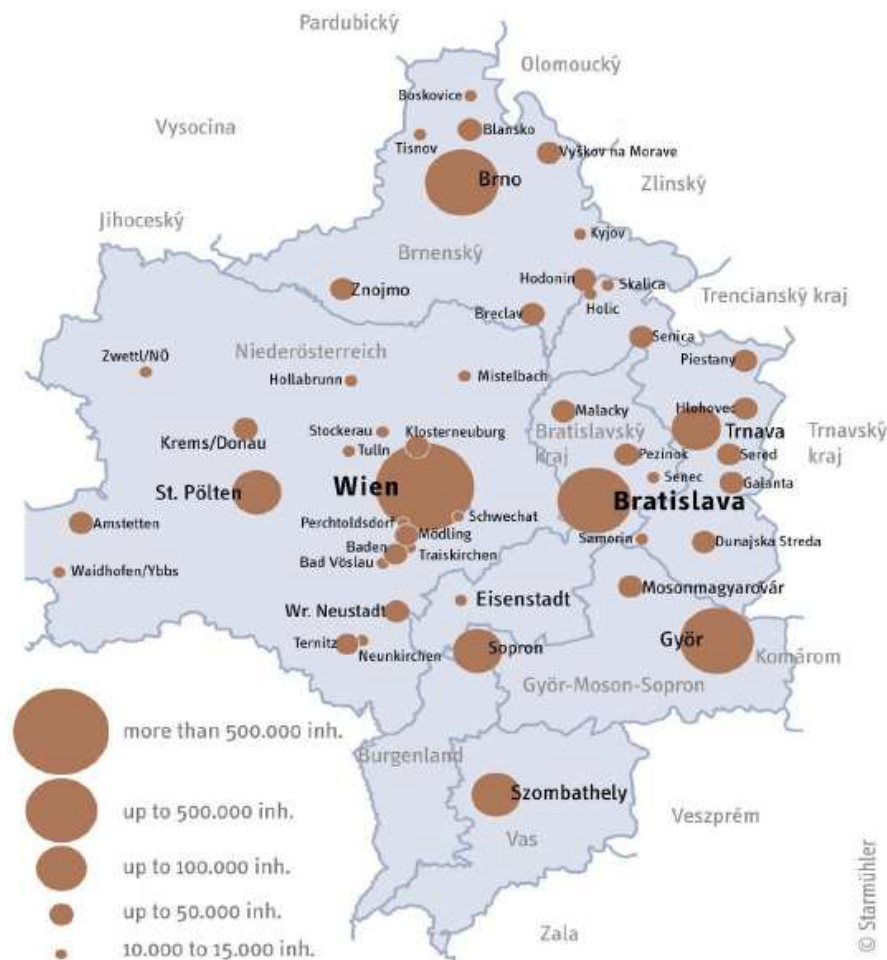 Pardubický
Olomoucký
Boskovice
Vysocina
Blansko
Tisnov
Vyškov na Morave
Brno
Zlinský
Jihoceský
Kyjov
Brnenský
Hodonin
Skalica
Znojmo
Holic
Trencianský kraj
Breclav
Senica
Zwettl/NÖ
Niederösterreich
Piestany
Hollabrunn
Mistelbach
Malacky
Hlohovec
Krems/Donau
Stockerau
Klosterneuburg
Bratislavský
kraj
Trnava
Trnavský
kraj
Tulln
Pezinok
Sered
St. Pölten
Wien
Senec
Galanta
Bratislava
Amstetten
Perchtoldsdorf
Schwechat
Mödling
Samorin
Dunajska Streda
Baden
Traiskirchen
Bad Vöslau
Waidhofen/Ybbs
Mosonmagyarovár
Wr. Neustadt
Eisenstadt
Ternitz
Neunkirchen
Sopron
Györ
Komárom
Györ-Moson-Sopron
more than 500.000 inh.
Burgenland
Szombathely
up to 500.000 inh.
Veszprém
Vas
up to 100.000 inh.
up to 50.000 inh.
Zala
10.000 to 15.000 inh.
© Starmühler